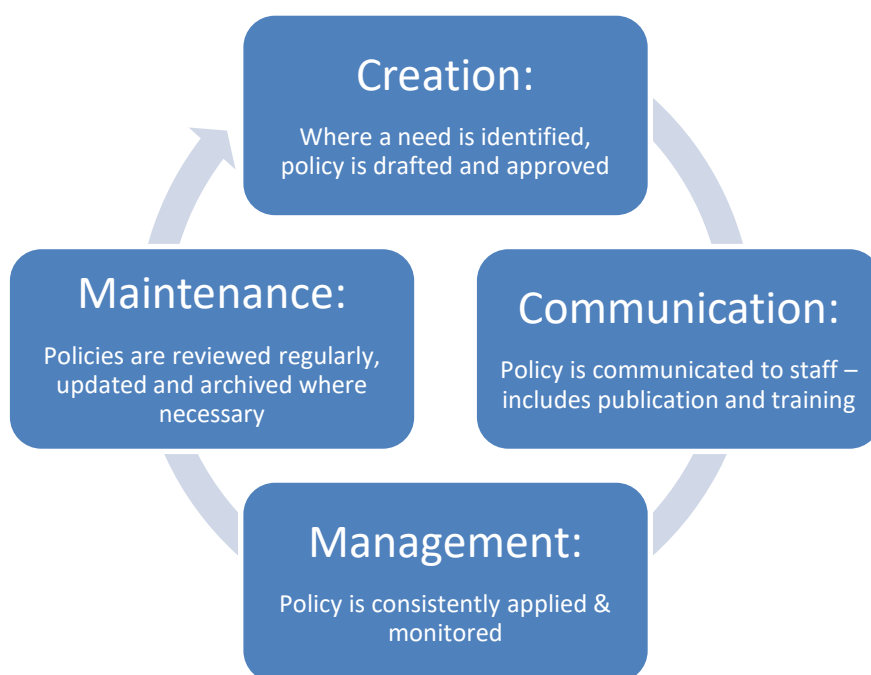 Creation:
Where a need is identified,
policy is drafted and approved
Communication:
Policy is communicated to staff –
includes publication and training
Management:
Policy is consistently applied &
monitored
Maintenance:
Policies are reviewed regularly,
updated and archived where
necessary